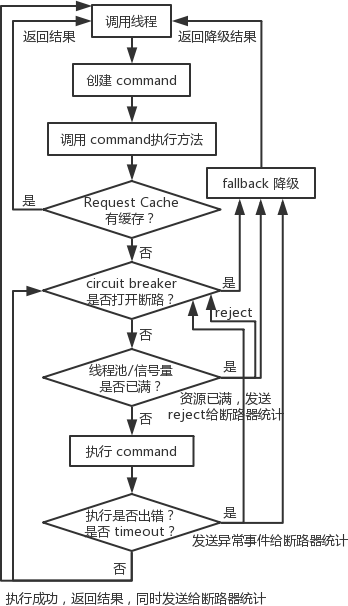 调用线程
返回结果
返回降级结果
创建 command
调用 command执行方法
fallback 降级
是
Request Cache
有缓存？
否
circuit breaker
是否打开断路？
是
reject
否
线程池/信号量
是否已满？
是
资源已满，发送
reject给断路器统计
否
执行 command
执行是否出错？
是否 timeout？
是
发送异常事件给断路器统计
否
执行成功，返回结果，同时发送给断路器统计